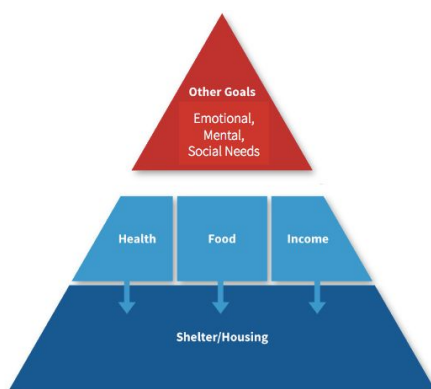 Other Goals
Emotional,
Mental,
Social Needs
Health
Food
Income
Shelter/Housing